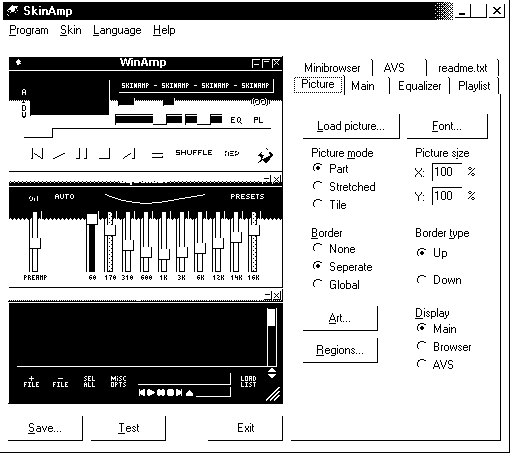 SkinAmp
Program Skin Language Help
WinAmp
SKINAMP - SKINAMP - SKINAMP - SKINAMP
EQ PL
SHUFFLE REP
AUTO PRESETS
PREAMP 60 170 310 600 1K 3K 6K 12K 14K 16K
+ FILE - FILE SEL ALL MISC OPTS LOAD LIST
Save... Test Exit
Minibrowser AVS readme.txt
Picture Main Equalizer Playlist
Load picture... Font...
Picture mode Picture size
Part X: 100 %
Stretched
Tile Y: 100 %
Border Border type
None Up
Seperate
Global Down
Art... Display
Main
Regions... Browser
AVS